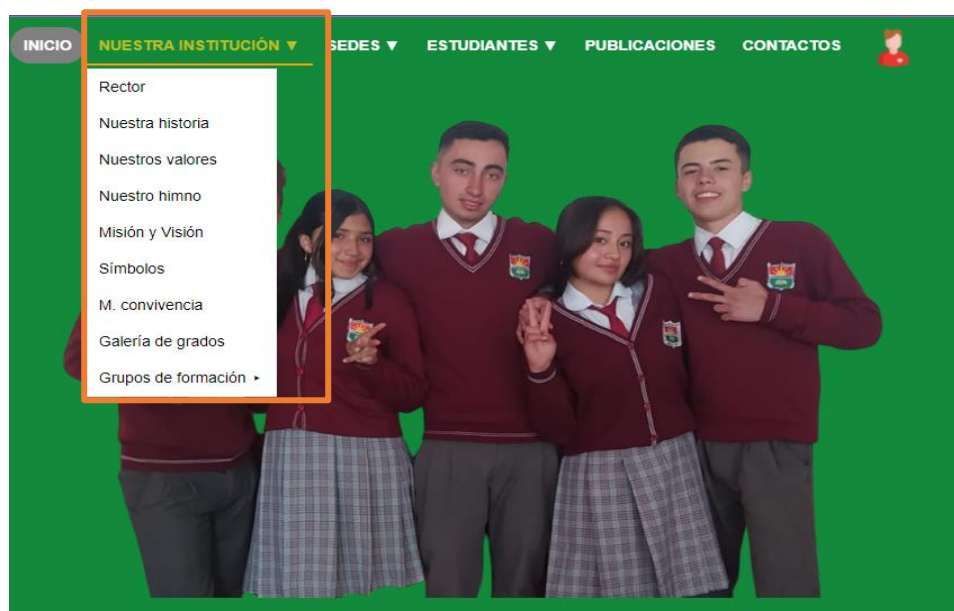 INICIO NUESTRA INSTITUCIÓN ▼ SEDES ▼ ESTUDIANTES ▼ PUBLICACIONES CONTACTOS
Rector
Nuestra historia
Nuestros valores
Nuestro himno
Misión y Visión
Símbolos
M. convivencia
Galería de grados
Grupos de formación ▸